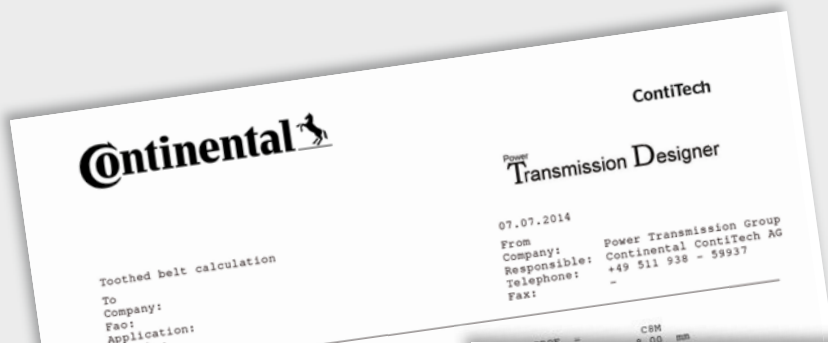 Continental
ContiTech
Power
Transmission Designer
07.07.2014
From
Company: Power Transmission Group
Responsible: Continental ContiTech AG
Telephone: +49 511 938 - 59937
Fax: -
Toothed belt calculation
To
Company:
Fao:
Application:
C8M
mm